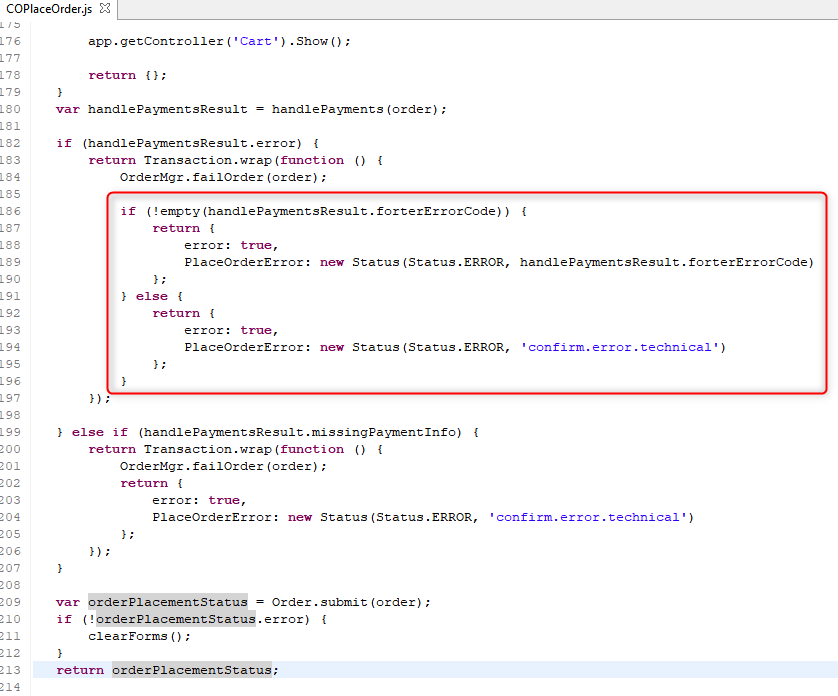 COPlaceOrder.js
175
176 app.getController('Cart').Show();
177
178 return {};
179 }
180 var handlePaymentsResult = handlePayments(order);
181
182 if (handlePaymentsResult.error) {
183 return Transaction.wrap(function () {
184 OrderMgr.failOrder(order);
185
186 if (!empty(handlePaymentsResult.forterErrorCode)) {
187 return {
188 error: true,
189 PlaceOrderError: new Status(Status.ERROR, handlePaymentsResult.forterErrorCode)
190 };
191 } else {
192 return {
193 error: true,
194 PlaceOrderError: new Status(Status.ERROR, 'confirm.error.technical')
195 };
196 }
197 });
198
199 } else if (handlePaymentsResult.missingPaymentInfo) {
200 return Transaction.wrap(function () {
201 OrderMgr.failOrder(order);
202 return {
203 error: true,
204 PlaceOrderError: new Status(Status.ERROR, 'confirm.error.technical')
205 };
206 });
207 }
208
209 var orderPlacementStatus = Order.submit(order);
210 if (!orderPlacementStatus.error) {
211 clearForms();
212 }
213 return orderPlacementStatus;
214